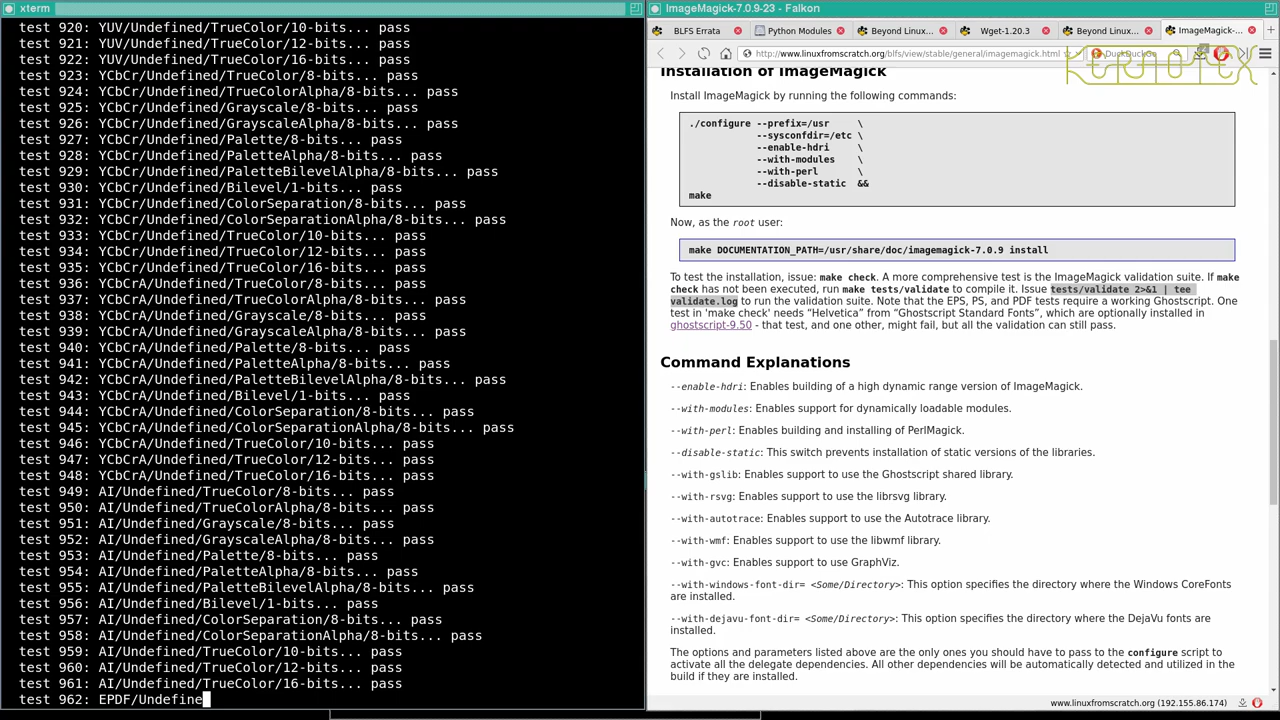 xterm
test 920: YUV/Undefined/TrueColor/10-bits... pass
test 921: YUV/Undefined/TrueColor/12-bits... pass
test 922: YUV/Undefined/TrueColor/16-bits... pass
test 923: YCbCr/Undefined/TrueColor/8-bits... pass
test 924: YCbCr/Undefined/TrueColorAlpha/8-bits... pass
test 925: YCbCr/Undefined/Grayscale/8-bits... pass
test 926: YCbCr/Undefined/GrayscaleAlpha/8-bits... pass
test 927: YCbCr/Undefined/Palette/8-bits... pass
test 928: YCbCr/Undefined/PaletteAlpha/8-bits... pass
test 929: YCbCr/Undefined/PaletteBilevelAlpha/8-bits... pass
test 930: YCbCr/Undefined/Bilevel/1-bits... pass
test 931: YCbCr/Undefined/ColorSeparation/8-bits... pass
test 932: YCbCr/Undefined/ColorSeparationAlpha/8-bits... pass
test 933: YCbCr/Undefined/TrueColor/10-bits... pass
test 934: YCbCr/Undefined/TrueColor/12-bits... pass
test 935: YCbCr/Undefined/TrueColor/16-bits... pass
test 936: YCbCrA/Undefined/TrueColor/8-bits... pass
test 937: YCbCrA/Undefined/TrueColorAlpha/8-bits... pass
test 938: YCbCrA/Undefined/Grayscale/8-bits... pass
test 939: YCbCrA/Undefined/GrayscaleAlpha/8-bits... pass
test 940: YCbCrA/Undefined/Palette/8-bits... pass
test 941: YCbCrA/Undefined/PaletteAlpha/8-bits... pass
test 942: YCbCrA/Undefined/PaletteBilevelAlpha/8-bits... pass
test 943: YCbCrA/Undefined/Bilevel/1-bits... pass
test 944: YCbCrA/Undefined/ColorSeparation/8-bits... pass
test 945: YCbCrA/Undefined/ColorSeparationAlpha/8-bits... pass
test 946: YCbCrA/Undefined/TrueColor/10-bits... pass
test 947: YCbCrA/Undefined/TrueColor/12-bits... pass
test 948: YCbCrA/Undefined/TrueColor/16-bits... pass
test 949: AI/Undefined/TrueColor/8-bits... pass
test 950: AI/Undefined/TrueColorAlpha/8-bits... pass
test 951: AI/Undefined/Grayscale/8-bits... pass
test 952: AI/Undefined/GrayscaleAlpha/8-bits... pass
test 953: AI/Undefined/Palette/8-bits... pass
test 954: AI/Undefined/PaletteAlpha/8-bits... pass
test 955: AI/Undefined/PaletteBilevelAlpha/8-bits... pass
test 956: AI/Undefined/Bilevel/1-bits... pass
test 957: AI/Undefined/ColorSeparation/8-bits... pass
test 958: AI/Undefined/ColorSeparationAlpha/8-bits... pass
test 959: AI/Undefined/TrueColor/10-bits... pass
test 960: AI/Undefined/TrueColor/12-bits... pass
test 961: AI/Undefined/TrueColor/16-bits... pass
test 962: EPDF/Undefine
ImageMagick-7.0.9-23 - Falkon
BLFS Errata
Python Modules
Beyond Linux...
Wget-1.20.3
Beyond Linux...
ImageMagick-...
http://www.linuxfromscratch.org/blfs/view/stable/general/imagemagick.html
DuckDuckGo
KERNOTEX
Installation of ImageMagick
Install ImageMagick by running the following commands:
./configure --prefix=/usr \
--sysconfdir=/etc \
--enable-hdri \
--with-modules \
--with-perl \
--disable-static &&
make
Now, as the root user:
make DOCUMENTATION_PATH=/usr/share/doc/imagemagick-7.0.9 install
To test the installation, issue: make check. A more comprehensive test is the ImageMagick validation suite. If make
check has not been executed, run make tests/validate to compile it. Issue tests/validate 2>&1 | tee
validate.log to run the validation suite. Note that the EPS, PS, and PDF tests require a working Ghostscript. One
test in 'make check' needs “Helvetica” from “Ghostscript Standard Fonts”, which are optionally installed in
ghostscript-9.50 - that test, and one other, might fail, but all the validation can still pass.
Command Explanations
--enable-hdri: Enables building of a high dynamic range version of ImageMagick.
--with-modules: Enables support for dynamically loadable modules.
--with-perl: Enables building and installing of PerlMagick.
--disable-static: This switch prevents installation of static versions of the libraries.
--with-gslib: Enables support to use the Ghostscript shared library.
--with-rsvg: Enables support to use the librsvg library.
--with-autotrace: Enables support to use the Autotrace library.
--with-wmf: Enables support to use the libwmf library.
--with-gvc: Enables support to use GraphViz.
--with-windows-font-dir= <Some/Directory>: This option specifies the directory where the Windows CoreFonts
are installed.
--with-dejavu-font-dir= <Some/Directory>: This option specifies the directory where the DejaVu fonts are
installed.
The options and parameters listed above are the only ones you should have to pass to the configure script to
activate all the delegate dependencies. All other dependencies will be automatically detected and utilized in the
build if they are installed.
www.linuxfromscratch.org (192.155.86.174)